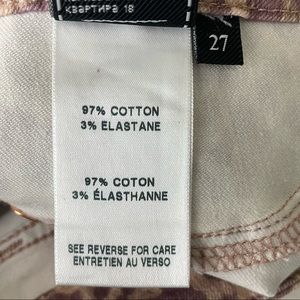 квартира 18
27
97% COTTON
3% ELASTANE
97% COTON
3% ÉLASTHANNE
SEE REVERSE FOR CARE
ENTRETIEN AU VERSO